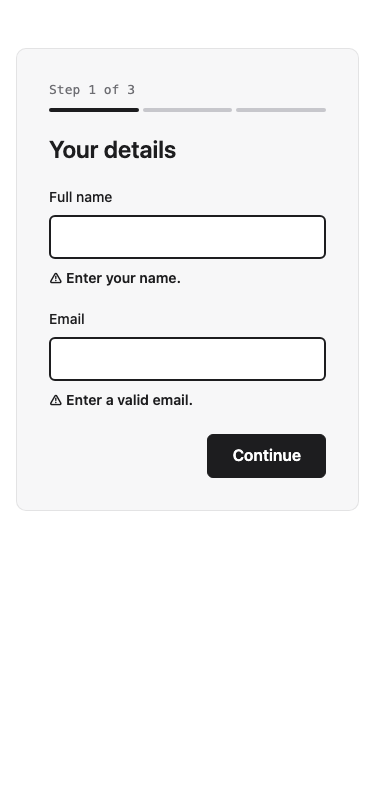 Step 1 of 3
Your details
Full name
⚠ Enter your name.
Email
⚠ Enter a valid email.
Continue